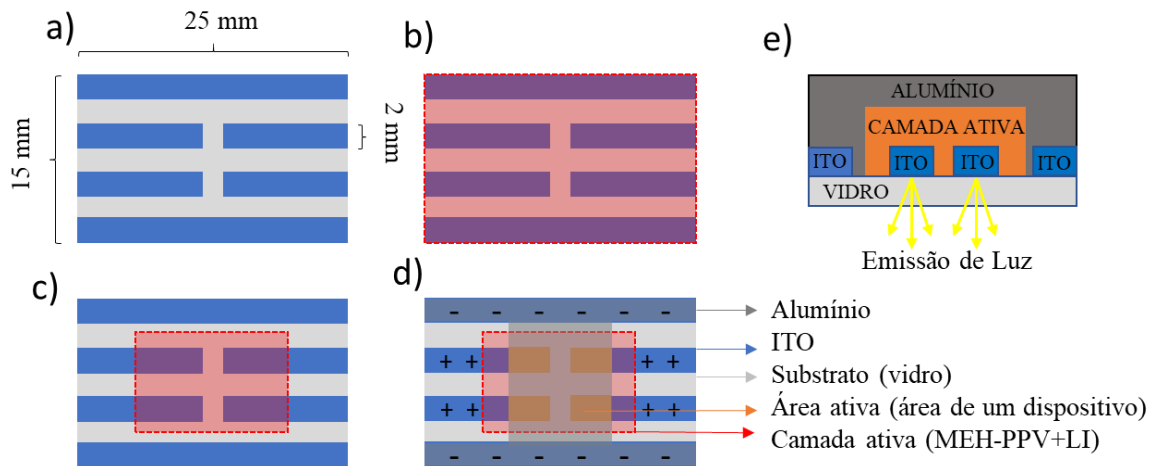 a)
25 mm
15 mm
2 mm
b)
e)
ALUMÍNIO
CAMADA ATIVA
ITO
ITO
ITO
ITO
VIDRO
Emissão de Luz
c)
d)
- - - - - -
+ + + +
+ + + +
- - - - - -
Alumínio
ITO
Substrato (vidro)
Área ativa (área de um dispositivo)
Camada ativa (MEH-PPV+LI)